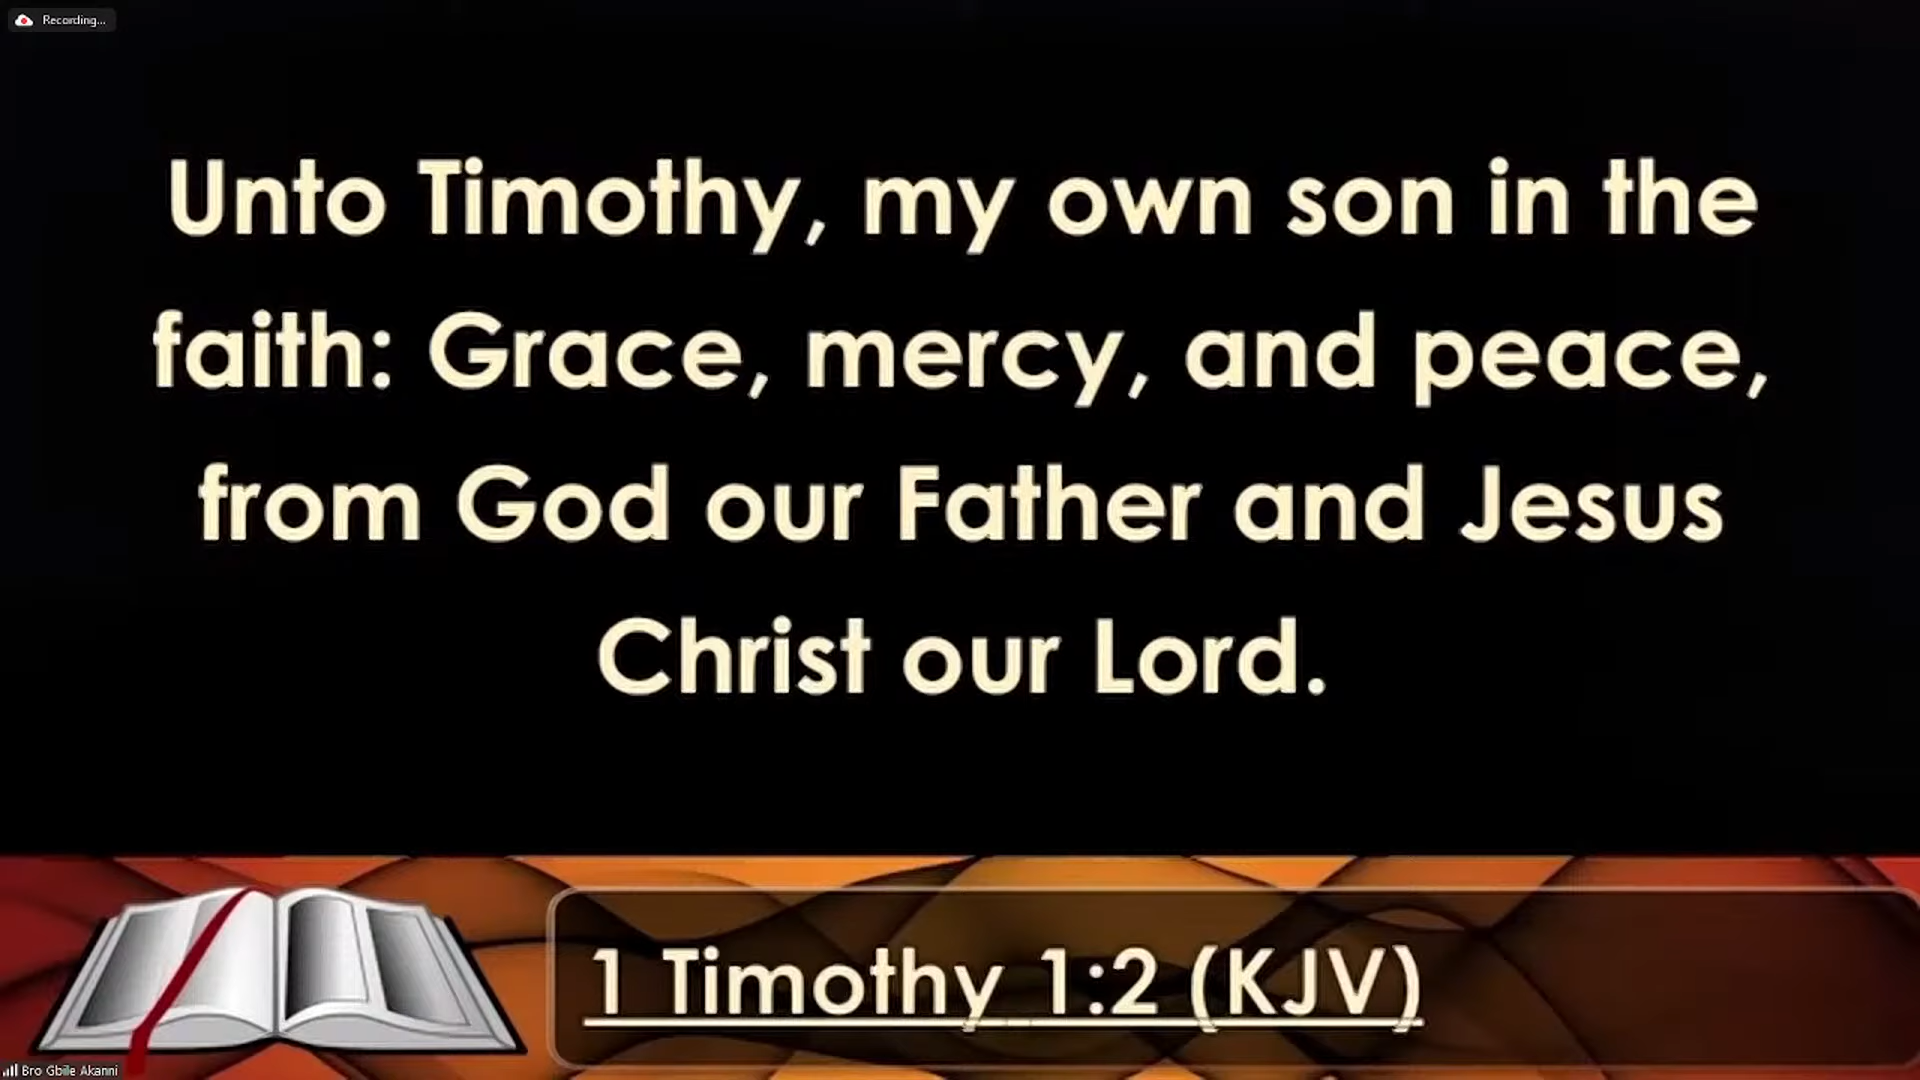 Recording...
Unto Timothy, my own son in the
faith: Grace, mercy, and peace,
from God our Father and Jesus
Christ our Lord.
1 Timothy 1:2 (KJV)
Bro Gbile Akanni